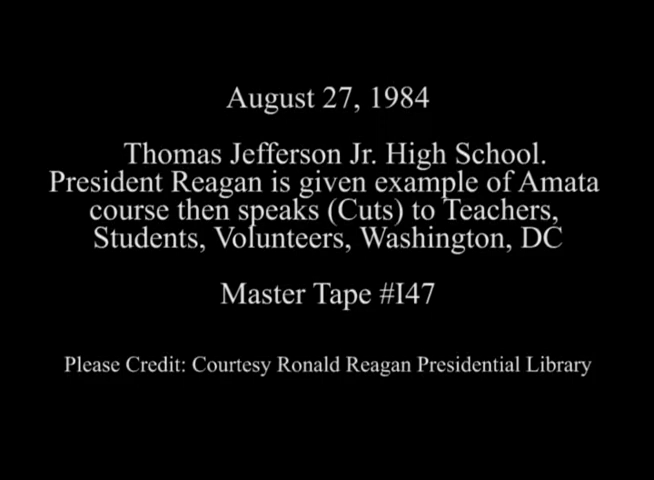 August 27, 1984
Thomas Jefferson Jr. High School.
President Reagan is given example of Amata
course then speaks (Cuts) to Teachers,
Students, Volunteers, Washington, DC
Master Tape #I47
Please Credit: Courtesy Ronald Reagan Presidential Library